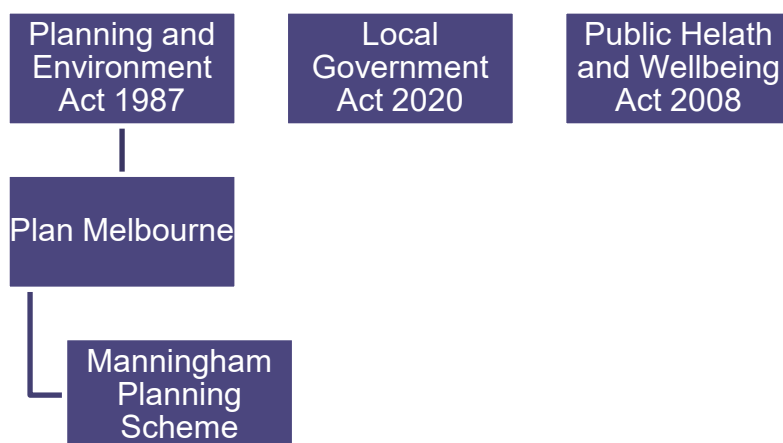 Planning and
Environment
Act 1987
Local
Government
Act 2020
Public Helath
and Wellbeing
Act 2008
Plan Melbourne
Manningham
Planning
Scheme